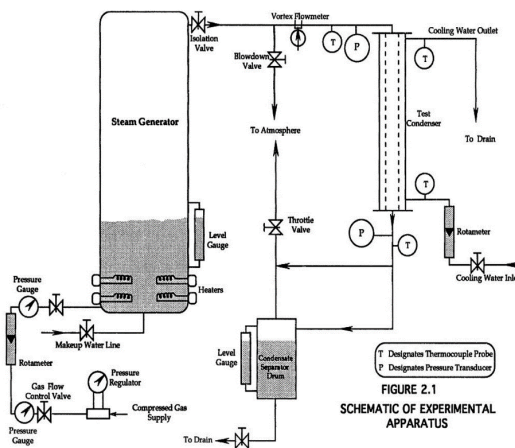 Vortex Flowmeter
Isolation
Valve
Blowdown
Valve
T
P
T
Cooling Water Outlet
Steam Generator
Test
Condenser
To Atmosphere
To Drain
T
Level
Gauge
Throttle
Valve
P
T
Rotameter
Cooling Water Inl
Pressure
Gauge
Heaters
Makeup Water Line
Rotameter
Level
Gauge
Condensate
Separator
Drum
Gas Flow
Control Valve
Pressure
Regulator
Pressure
Gauge
Compressed Gas
Supply
To Drain
T Designates Thermocouple Probe
P Designates Pressure Transducer
FIGURE 2.1
SCHEMATIC OF EXPERIMENTAL
APPARATUS